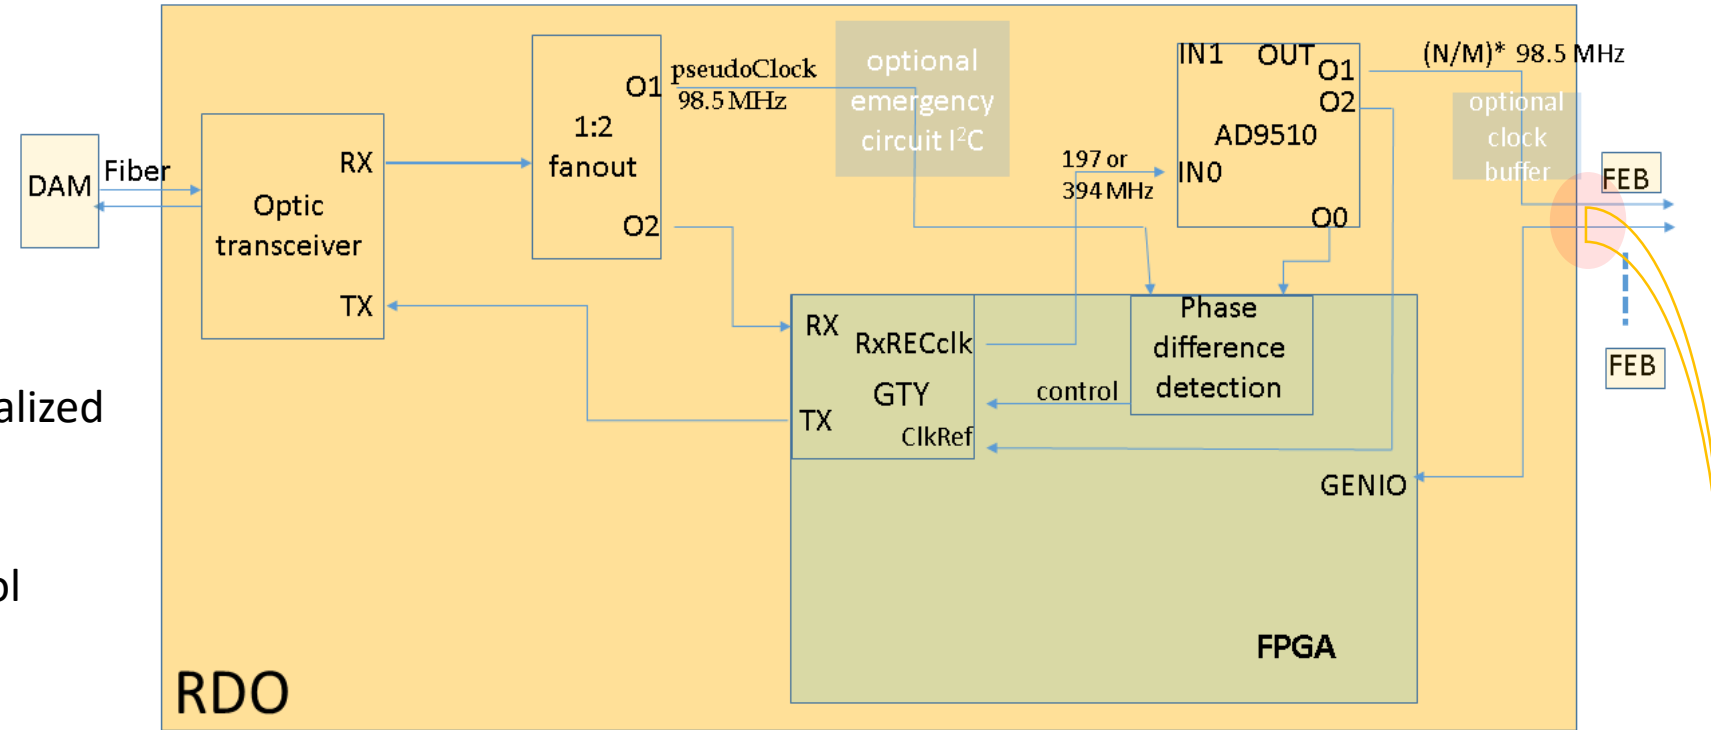 DAM
Fiber
RX
Optic
transceiver
TX
1:2
fanout
O1
O2
pseudoClock
98.5 MHz
optional
emergency
circuit I²C
197 or
394 MHz
IN1 OUT
O1
O2
AD9510
IN0
O0
(N/M)* 98.5 MHz
optional
clock
buffer
FEB
FEB
RX
RxRECclk
GTY
TX
ClkRef
control
Phase
difference
detection
GENIO
FPGA
RDO
alized
ol